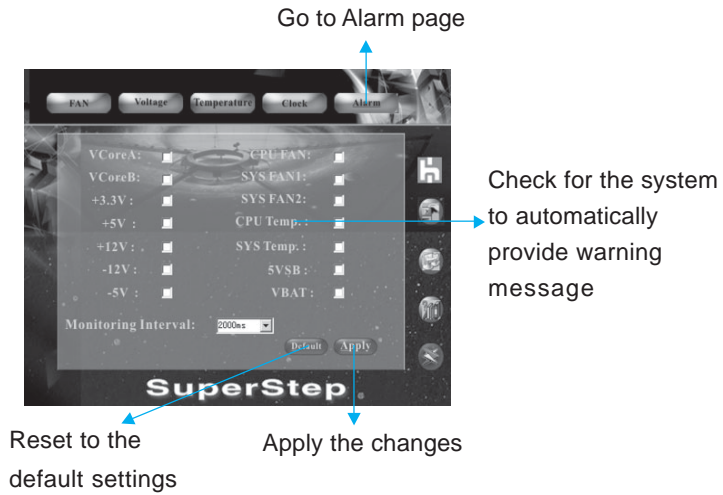 Go to Alarm page
FAN Voltage Temperature Clock Alarm
VCoreA: CPU FAN:
VCoreB: SYS FAN1:
+3.3V : SYS FAN2:
+5V : CPU Temp. :
+12V : SYS Temp. :
-12V : 5VSB :
-5V : VBAT :
Monitoring Interval: 2000ms
Default Apply
SuperStep
Check for the system
to automatically
provide warning
message
Reset to the
default settings
Apply the changes